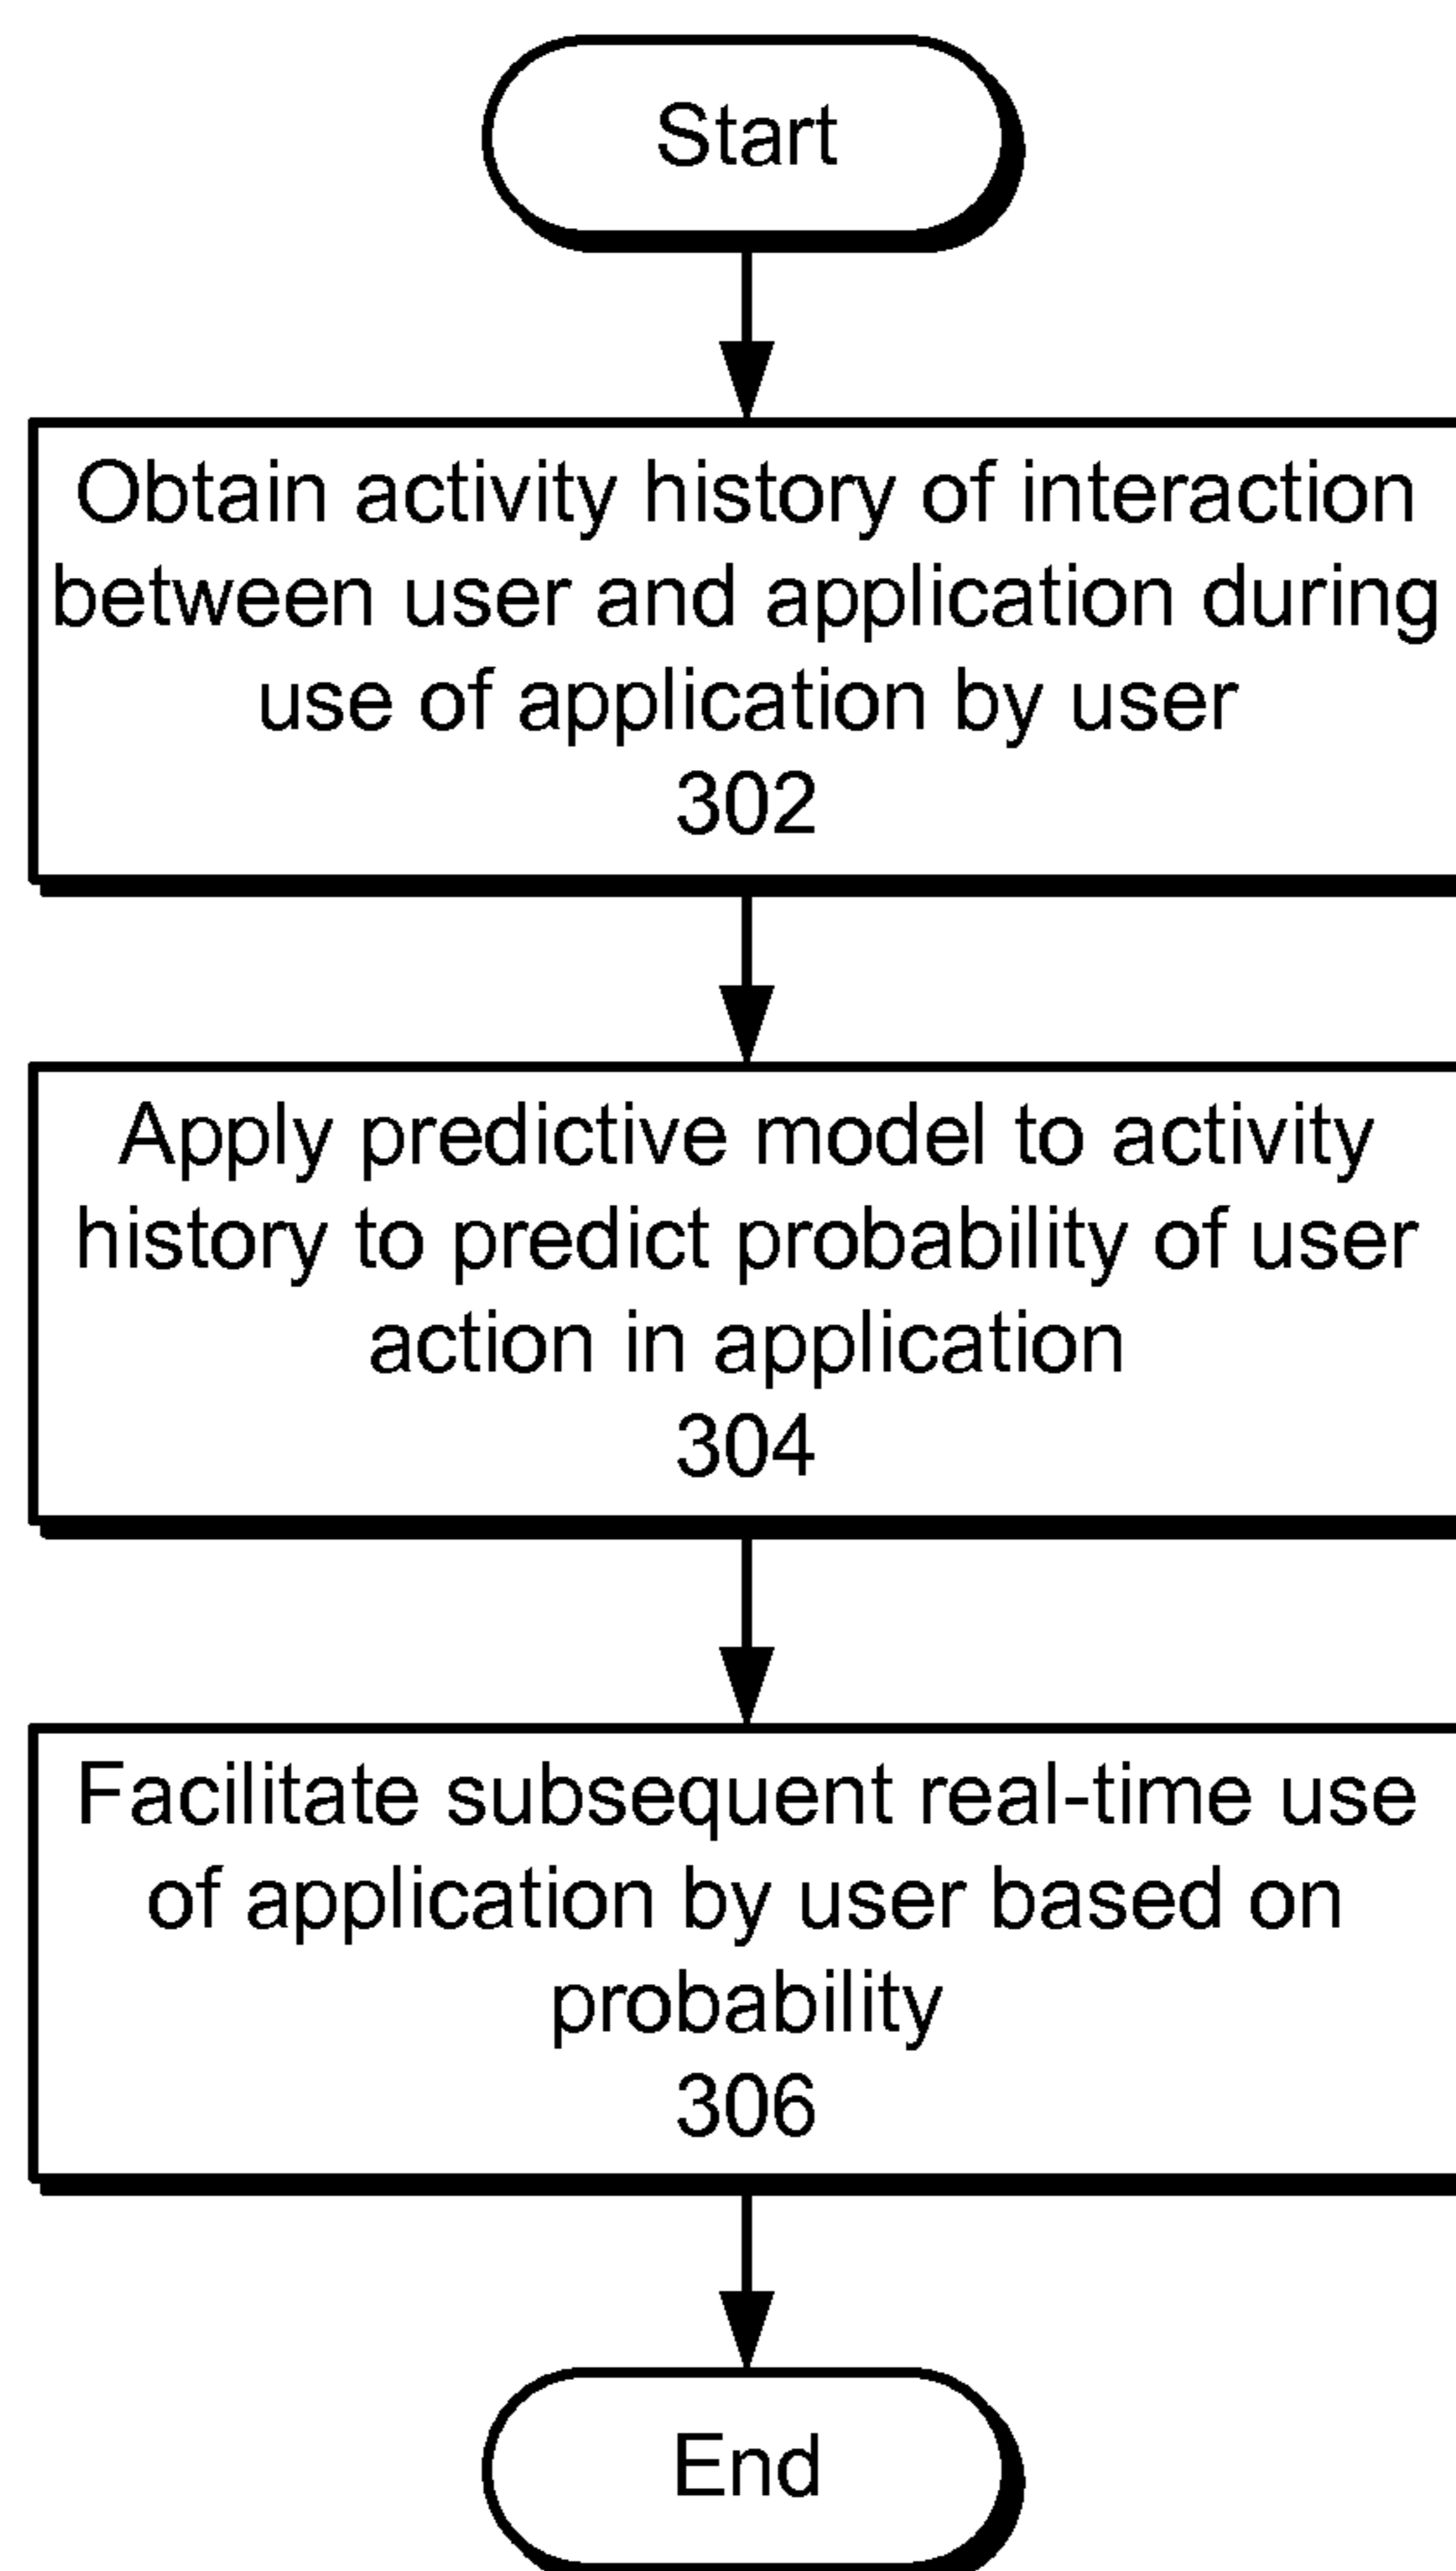 Start
Obtain activity history of interaction
between user and application during
use of application by user
302
Apply predictive model to activity
history to predict probability of user
action in application
304
Facilitate subsequent real-time use
of application by user based on
probability
306
End